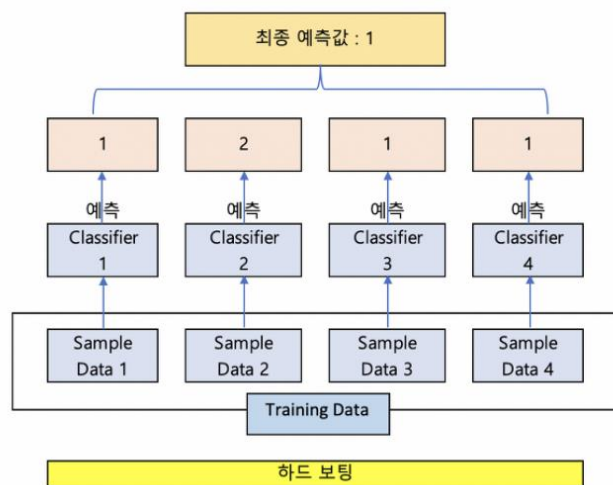 최종 예측값 : 1
1
2
1
1
예측
예측
예측
예측
Classifier
1
Classifier
2
Classifier
3
Classifier
4
Sample
Data 1
Sample
Data 2
Sample
Data 3
Sample
Data 4
Training Data
하드 보팅